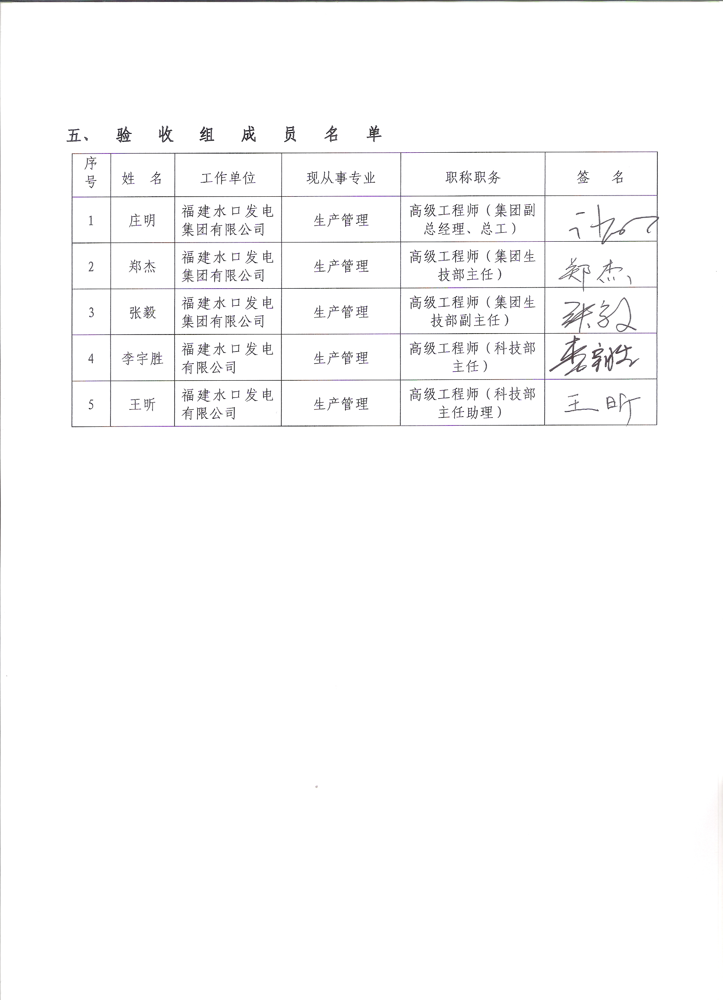 五、 验 收 组 成 员 名 单
序号 姓 名 工作单位 现从事专业 职称职务 签 名
1 庄明 福建水口发电集团有限公司 生产管理 高级工程师（集团副总经理、总工）
2 郑杰 福建水口发电集团有限公司 生产管理 高级工程师（集团生技部主任） 郑杰
3 张毅 福建水口发电集团有限公司 生产管理 高级工程师（集团生技部副主任） 张毅
4 李宇胜 福建水口发电有限公司 生产管理 高级工程师（科技部主任） 李宇胜
5 王昕 福建水口发电有限公司 生产管理 高级工程师（科技部主任助理） 王昕